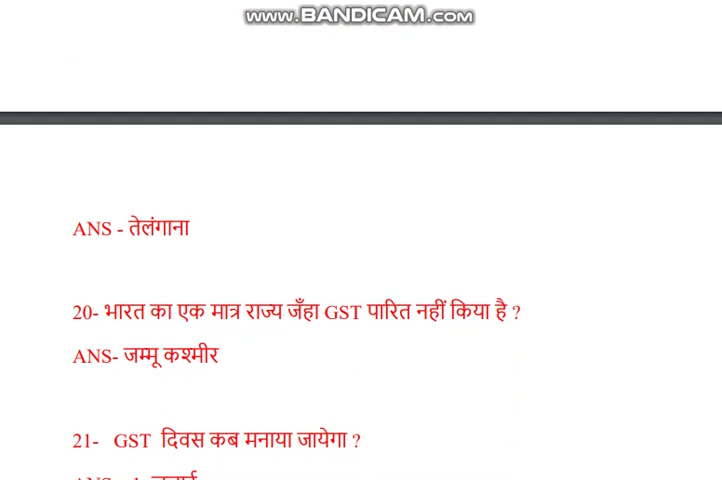 www.BANDICAM.com
ANS - तेलंगाना
20- भारत का एक मात्र राज्य जँहा GST पारित नहीं किया है ?
ANS- जम्मू कश्मीर
21- GST दिवस कब मनाया जायेगा ?